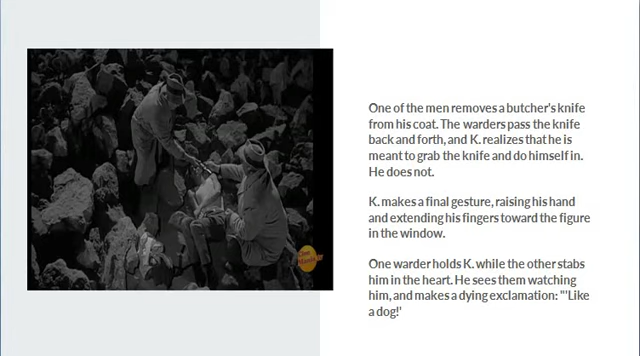 One of the men removes a butcher's knife
from his coat. The warders pass the knife
back and forth, and K. realizes that he is
meant to grab the knife and do himself in.
He does not.
K. makes a final gesture, raising his hand
and extending his fingers toward the figure
in the window.
One warder holds K. while the other stabs
him in the heart. He sees them watching
him, and makes a dying exclamation: "'Like
a dog!'